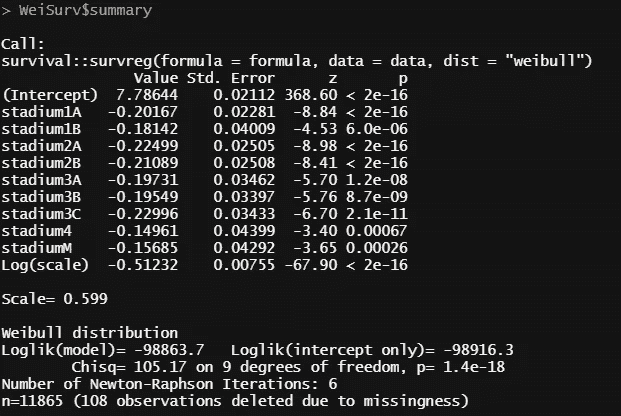 > WeiSurv$summary
Call:
survival::survreg(formula = formula, data = data, dist = "weibull")
Value Std. Error z p
(Intercept) 7.78644 0.02112 368.60 < 2e-16
stadium1A -0.20167 0.02281 -8.84 < 2e-16
stadium1B -0.18142 0.04009 -4.53 6.0e-06
stadium2A -0.22499 0.02505 -8.98 < 2e-16
stadium2B -0.21089 0.02508 -8.41 < 2e-16
stadium3A -0.19731 0.03462 -5.70 1.2e-08
stadium3B -0.19549 0.03397 -5.76 8.7e-09
stadium3C -0.22996 0.03433 -6.70 2.1e-11
stadium4 -0.14961 0.04399 -3.40 0.00067
stadiumM -0.15685 0.04292 -3.65 0.00026
Log(scale) -0.51232 0.00755 -67.90 < 2e-16
Scale= 0.599
Weibull distribution
Loglik(model)= -98863.7 Loglik(intercept only)= -98916.3
Chisq= 105.17 on 9 degrees of freedom, p= 1.4e-18
Number of Newton-Raphson Iterations: 6
n=11865 (108 observations deleted due to missingness)